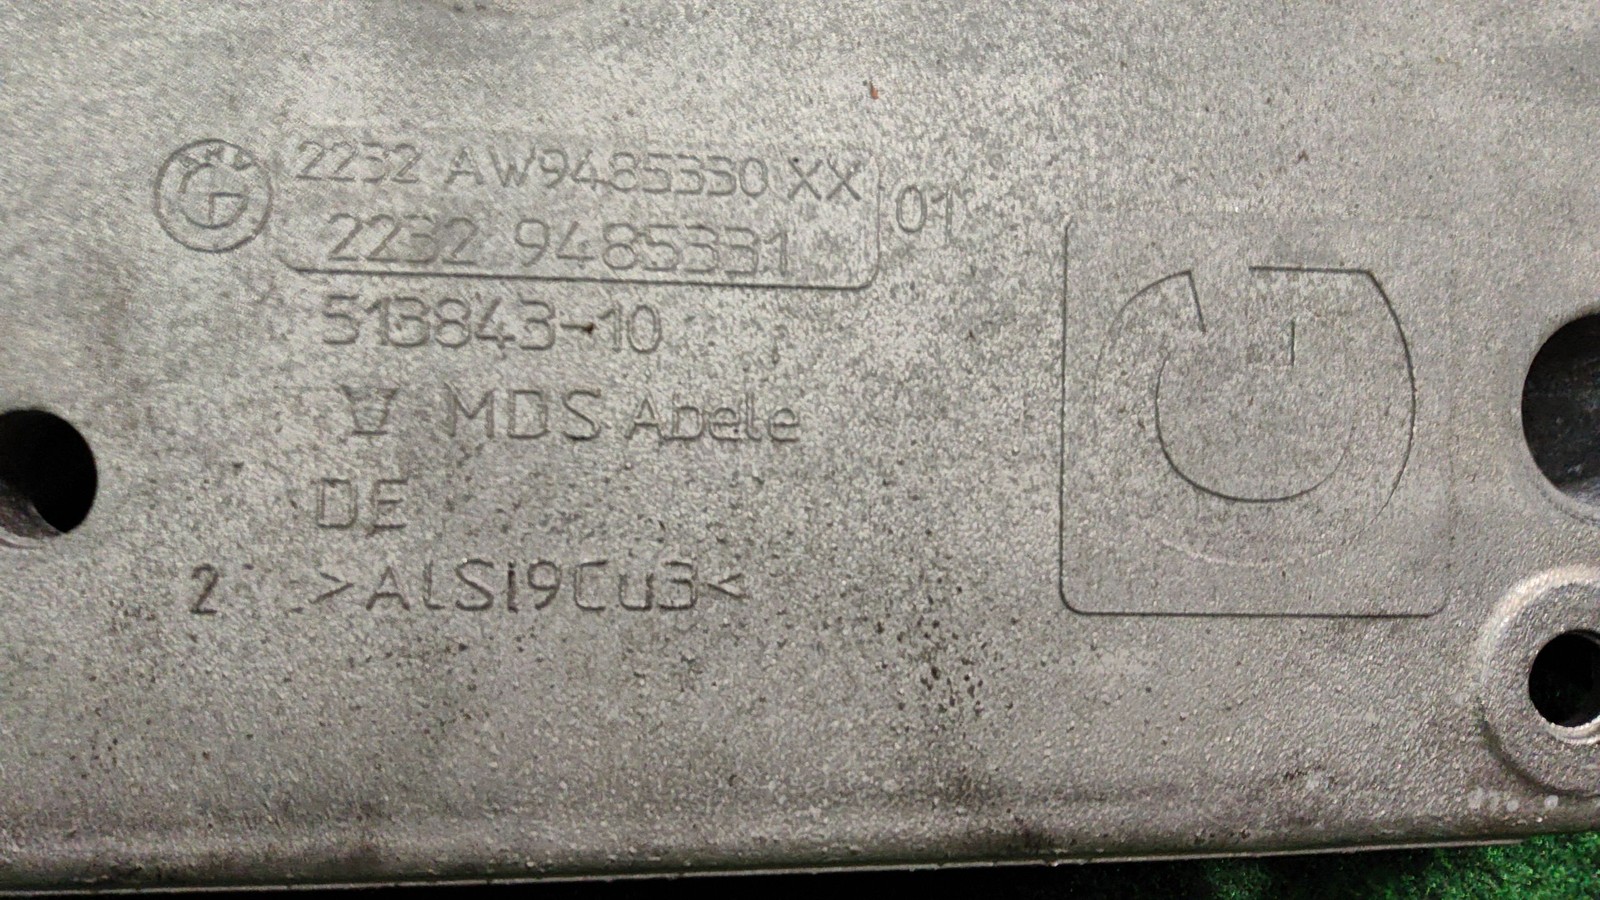 2232 AW9485330 XX
2232 9485331
01
513843-10
MDS Abele
DE
2 >AlSi9Cu3<